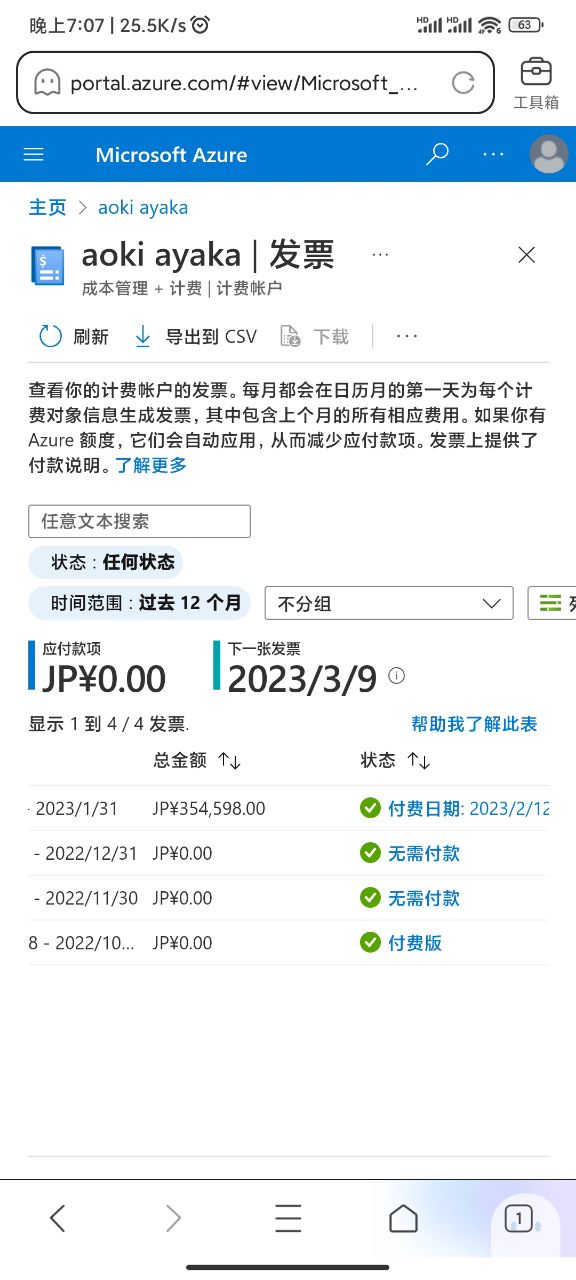 晚上7:07 | 25.5K/s
HD HD 63
portal.azure.com/#view/Microsoft_...
工具箱
Microsoft Azure
主页 > aoki ayaka
aoki ayaka | 发票 ...
成本管理 + 计费 | 计费帐户
刷新 导出到 CSV 下载 ...
查看你的计费帐户的发票。每月都会在日历月的第一天为每个计
费对象信息生成发票，其中包含上个月的所有相应费用。如果你有
Azure 额度，它们会自动应用，从而减少应付款项。发票上提供了
付款说明。了解更多
任意文本搜索
状态 : 任何状态
时间范围 : 过去 12 个月 不分组
应付款项 下一张发票
JP¥0.00 2023/3/9
显示 1 到 4 / 4 发票. 帮助我了解此表
总金额 ↑↓ 状态 ↑↓
- 2023/1/31 JP¥354,598.00 付费日期: 2023/2/12
- 2022/12/31 JP¥0.00 无需付款
- 2022/11/30 JP¥0.00 无需付款
8 - 2022/10... JP¥0.00 付费版
1